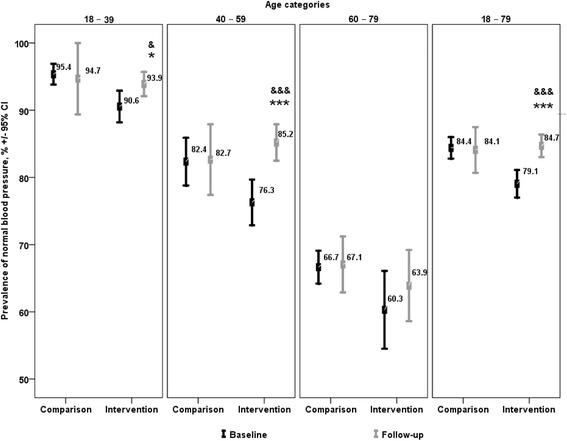 Age categories
18 – 39 40 – 59 60 – 79 18 – 79
Prevalence of normal blood pressure, % +/- 95% CI
100
90
80
70
60
50
95.4 94.7 90.6 93.9
&
*
82.4 82.7 76.3 85.2
&&&
***
66.7 67.1 60.3 63.9
84.4 84.1 79.1 84.7
&&&
***
Comparison Intervention Comparison Intervention Comparison Intervention Comparison Intervention
Baseline Follow-up